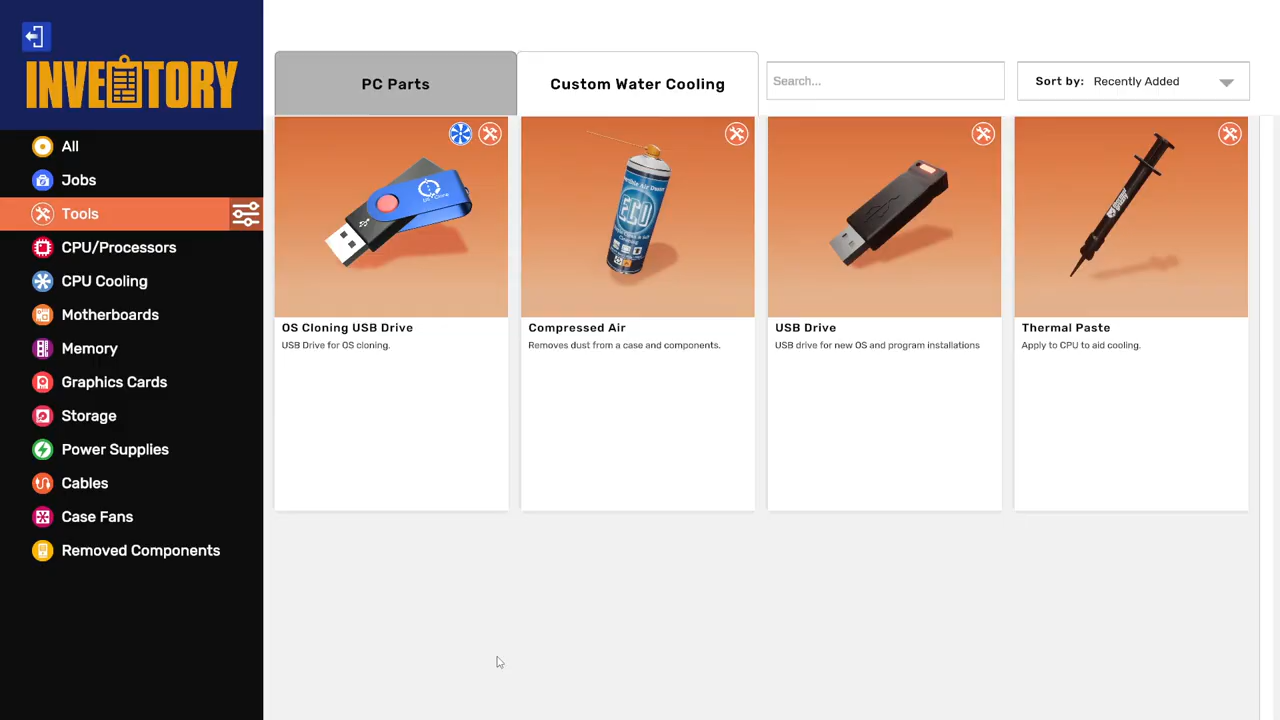 INVENTORY
All
Jobs
Tools
CPU/Processors
CPU Cooling
Motherboards
Memory
Graphics Cards
Storage
Power Supplies
Cables
Case Fans
Removed Components
PC Parts
Custom Water Cooling
Search...
Sort by: Recently Added
OS Cloning USB Drive
USB Drive for OS cloning.
ECO
Compressed Air
Removes dust from a case and components.
USB Drive
USB drive for new OS and program installations
Thermal Paste
Apply to CPU to aid cooling.